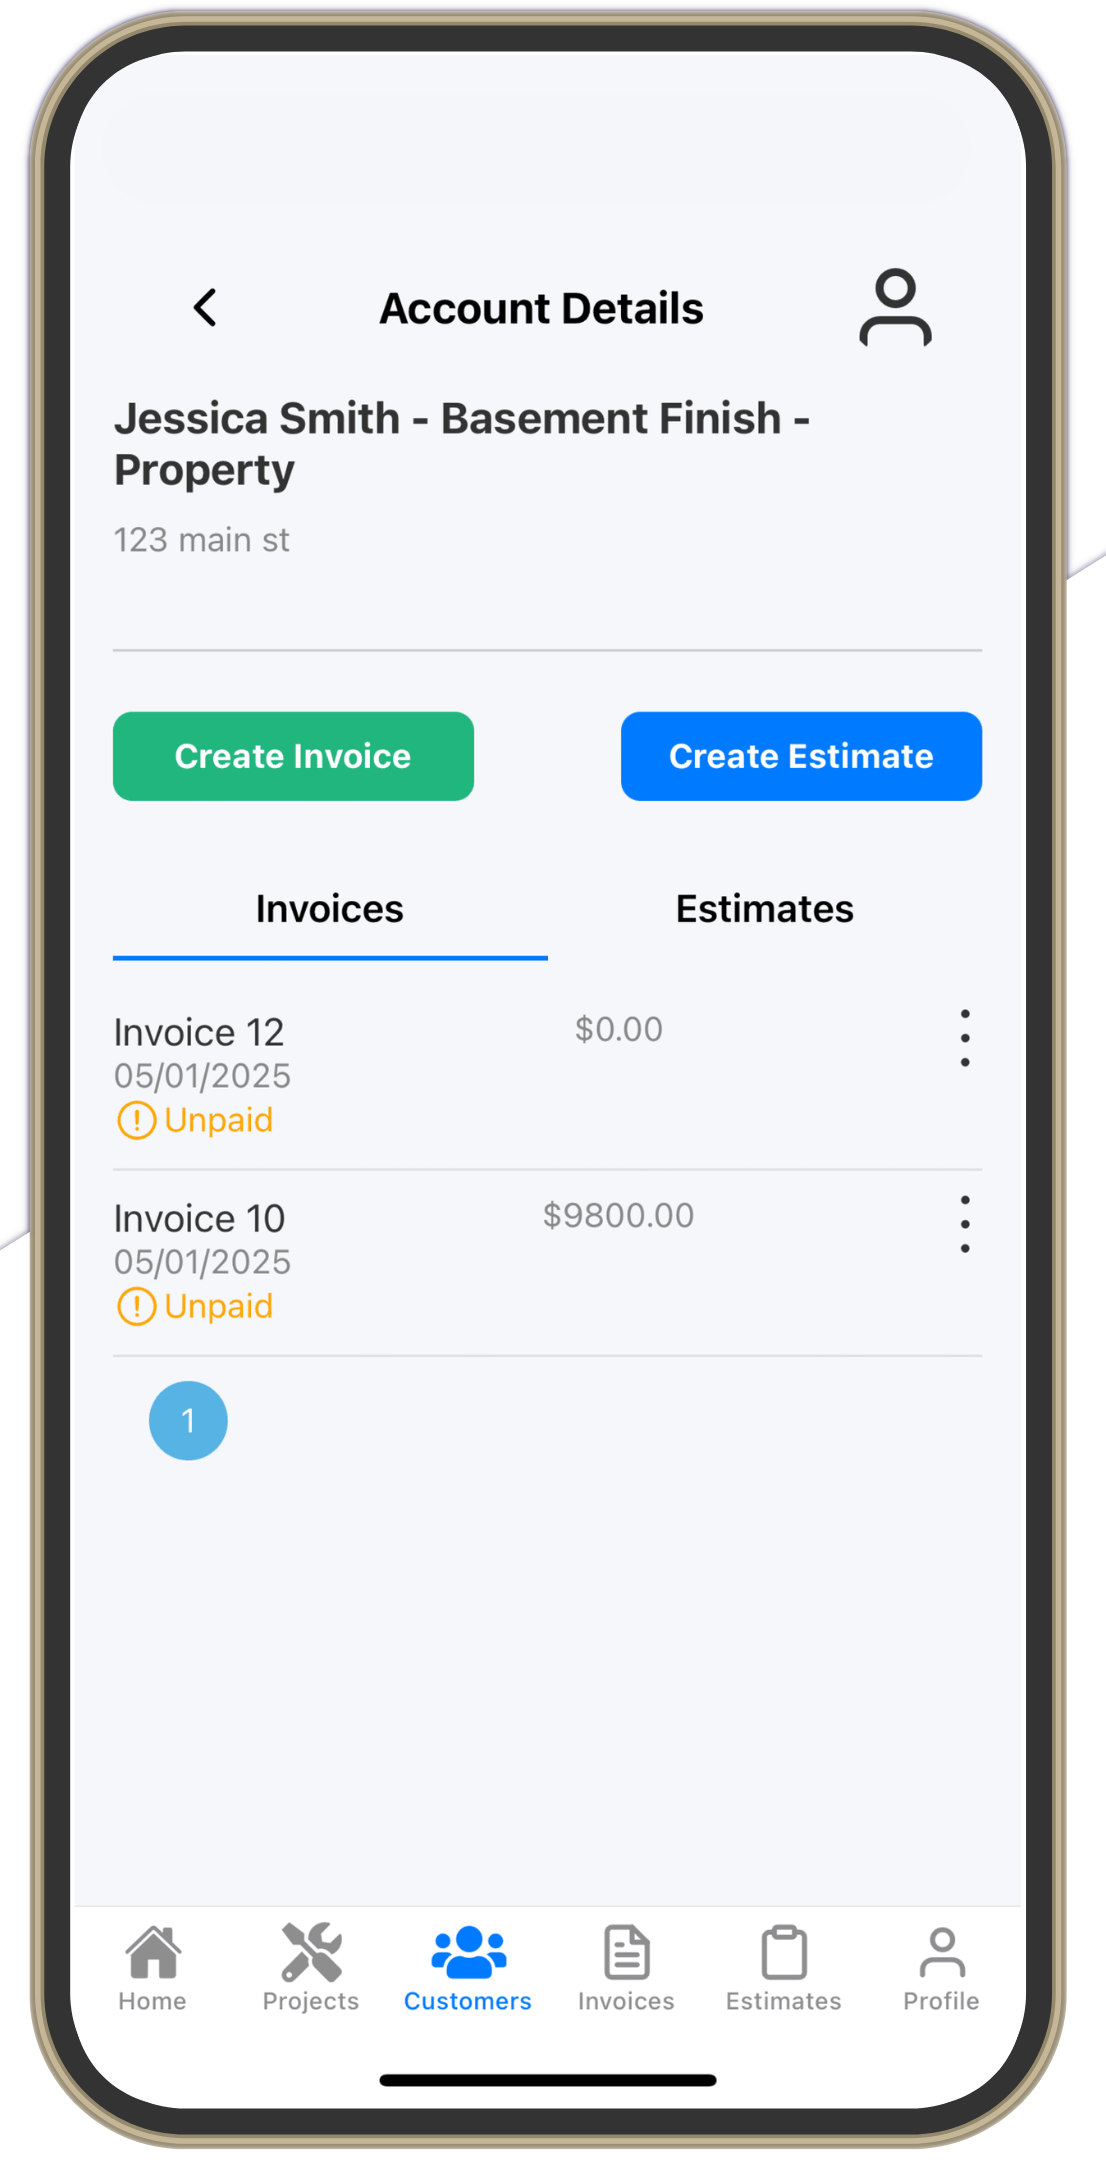 Account Details
Jessica Smith - Basement Finish -
Property
123 main st
Create Invoice
Create Estimate
Invoices
Estimates
Invoice 12
$0.00
05/01/2025
Unpaid
Invoice 10
$9800.00
05/01/2025
Unpaid
1
Home
Projects
Customers
Invoices
Estimates
Profile